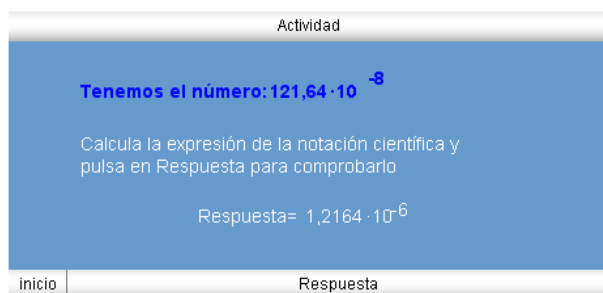 Actividad
Tenemos el número: 121,64·10 -8
Calcula la expresión de la notación científica y
pulsa en Respuesta para comprobarlo
Respuesta= 1,2164·10-6
inicio
Respuesta